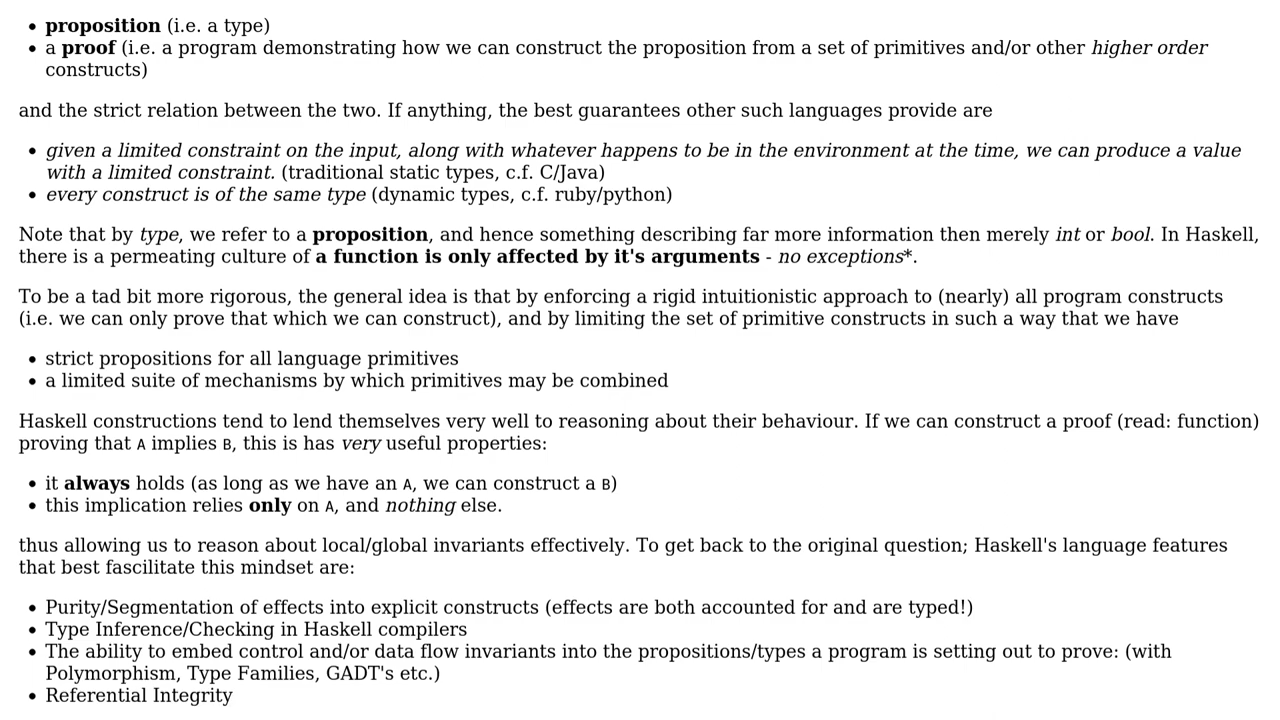 • proposition (i.e. a type)
• a proof (i.e. a program demonstrating how we can construct the proposition from a set of primitives and/or other higher order
constructs)
and the strict relation between the two. If anything, the best guarantees other such languages provide are
• given a limited constraint on the input, along with whatever happens to be in the environment at the time, we can produce a value
with a limited constraint. (traditional static types, c.f. C/Java)
• every construct is of the same type (dynamic types, c.f. ruby/python)
Note that by type, we refer to a proposition, and hence something describing far more information then merely int or bool. In Haskell,
there is a permeating culture of a function is only affected by it's arguments - no exceptions*.
To be a tad bit more rigorous, the general idea is that by enforcing a rigid intuitionistic approach to (nearly) all program constructs
(i.e. we can only prove that which we can construct), and by limiting the set of primitive constructs in such a way that we have
• strict propositions for all language primitives
• a limited suite of mechanisms by which primitives may be combined
Haskell constructions tend to lend themselves very well to reasoning about their behaviour. If we can construct a proof (read: function)
proving that A implies B, this is has very useful properties:
• it always holds (as long as we have an A, we can construct a B)
• this implication relies only on A, and nothing else.
thus allowing us to reason about local/global invariants effectively. To get back to the original question; Haskell's language features
that best fascilitate this mindset are:
• Purity/Segmentation of effects into explicit constructs (effects are both accounted for and are typed!)
• Type Inference/Checking in Haskell compilers
• The ability to embed control and/or data flow invariants into the propositions/types a program is setting out to prove: (with
Polymorphism, Type Families, GADT's etc.)
• Referential Integrity